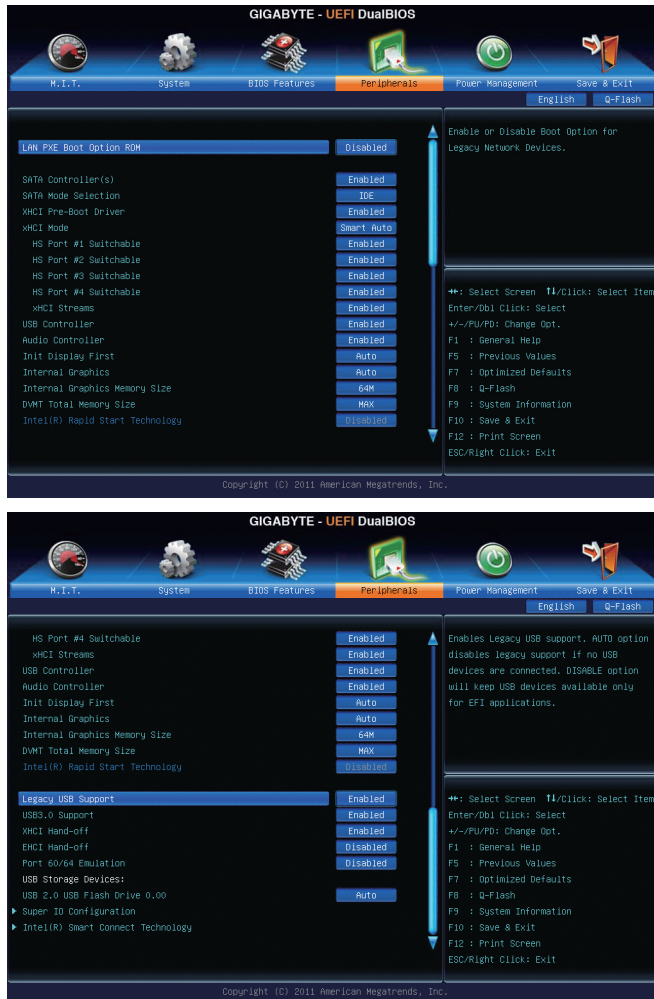 GIGABYTE - UEFI DualBIOS
M.I.T. System BIOS Features Peripherals Power Management Save & Exit
English Q-Flash
LAN PXE Boot Option ROM Disabled
SATA Controller(s) Enabled
SATA Mode Selection IDE
XHCI Pre-Boot Driver Enabled
xHCI Mode Smart Auto
HS Port #1 Switchable Enabled
HS Port #2 Switchable Enabled
HS Port #3 Switchable Enabled
HS Port #4 Switchable Enabled
xHCI Streams Enabled
USB Controller Enabled
Audio Controller Enabled
Init Display First Auto
Internal Graphics Auto
Internal Graphics Memory Size 64M
DVMT Total Memory Size MAX
Intel(R) Rapid Start Technology Disabled
Enable or Disable Boot Option for
Legacy Network Devices.
→←: Select Screen ↑↓/Click: Select Item
Enter/Dbl Click: Select
+/-/PU/PD: Change Opt.
F1 : General Help
F5 : Previous Values
F7 : Optimized Defaults
F8 : Q-Flash
F9 : System Information
F10 : Save & Exit
F12 : Print Screen
ESC/Right Click: Exit
Copyright (C) 2011 American Megatrends, Inc.
GIGABYTE - UEFI DualBIOS
M.I.T. System BIOS Features Peripherals Power Management Save & Exit
English Q-Flash
HS Port #4 Switchable Enabled
xHCI Streams Enabled
USB Controller Enabled
Audio Controller Enabled
Init Display First Auto
Internal Graphics Auto
Internal Graphics Memory Size 64M
DVMT Total Memory Size MAX
Intel(R) Rapid Start Technology Disabled
Legacy USB Support Enabled
USB3.0 Support Enabled
XHCI Hand-off Enabled
EHCI Hand-off Disabled
Port 60/64 Emulation Disabled
USB Storage Devices:
USB 2.0 USB Flash Drive 0.00 Auto
Super IO Configuration
Intel(R) Smart Connect Technology
Enables Legacy USB support. AUTO option
disables legacy support if no USB
devices are connected. DISABLE option
will keep USB devices available only
for EFI applications.
→←: Select Screen ↑↓/Click: Select Item
Enter/Dbl Click: Select
+/-/PU/PD: Change Opt.
F1 : General Help
F5 : Previous Values
F7 : Optimized Defaults
F8 : Q-Flash
F9 : System Information
F10 : Save & Exit
F12 : Print Screen
ESC/Right Click: Exit
Copyright (C) 2011 American Megatrends, Inc.